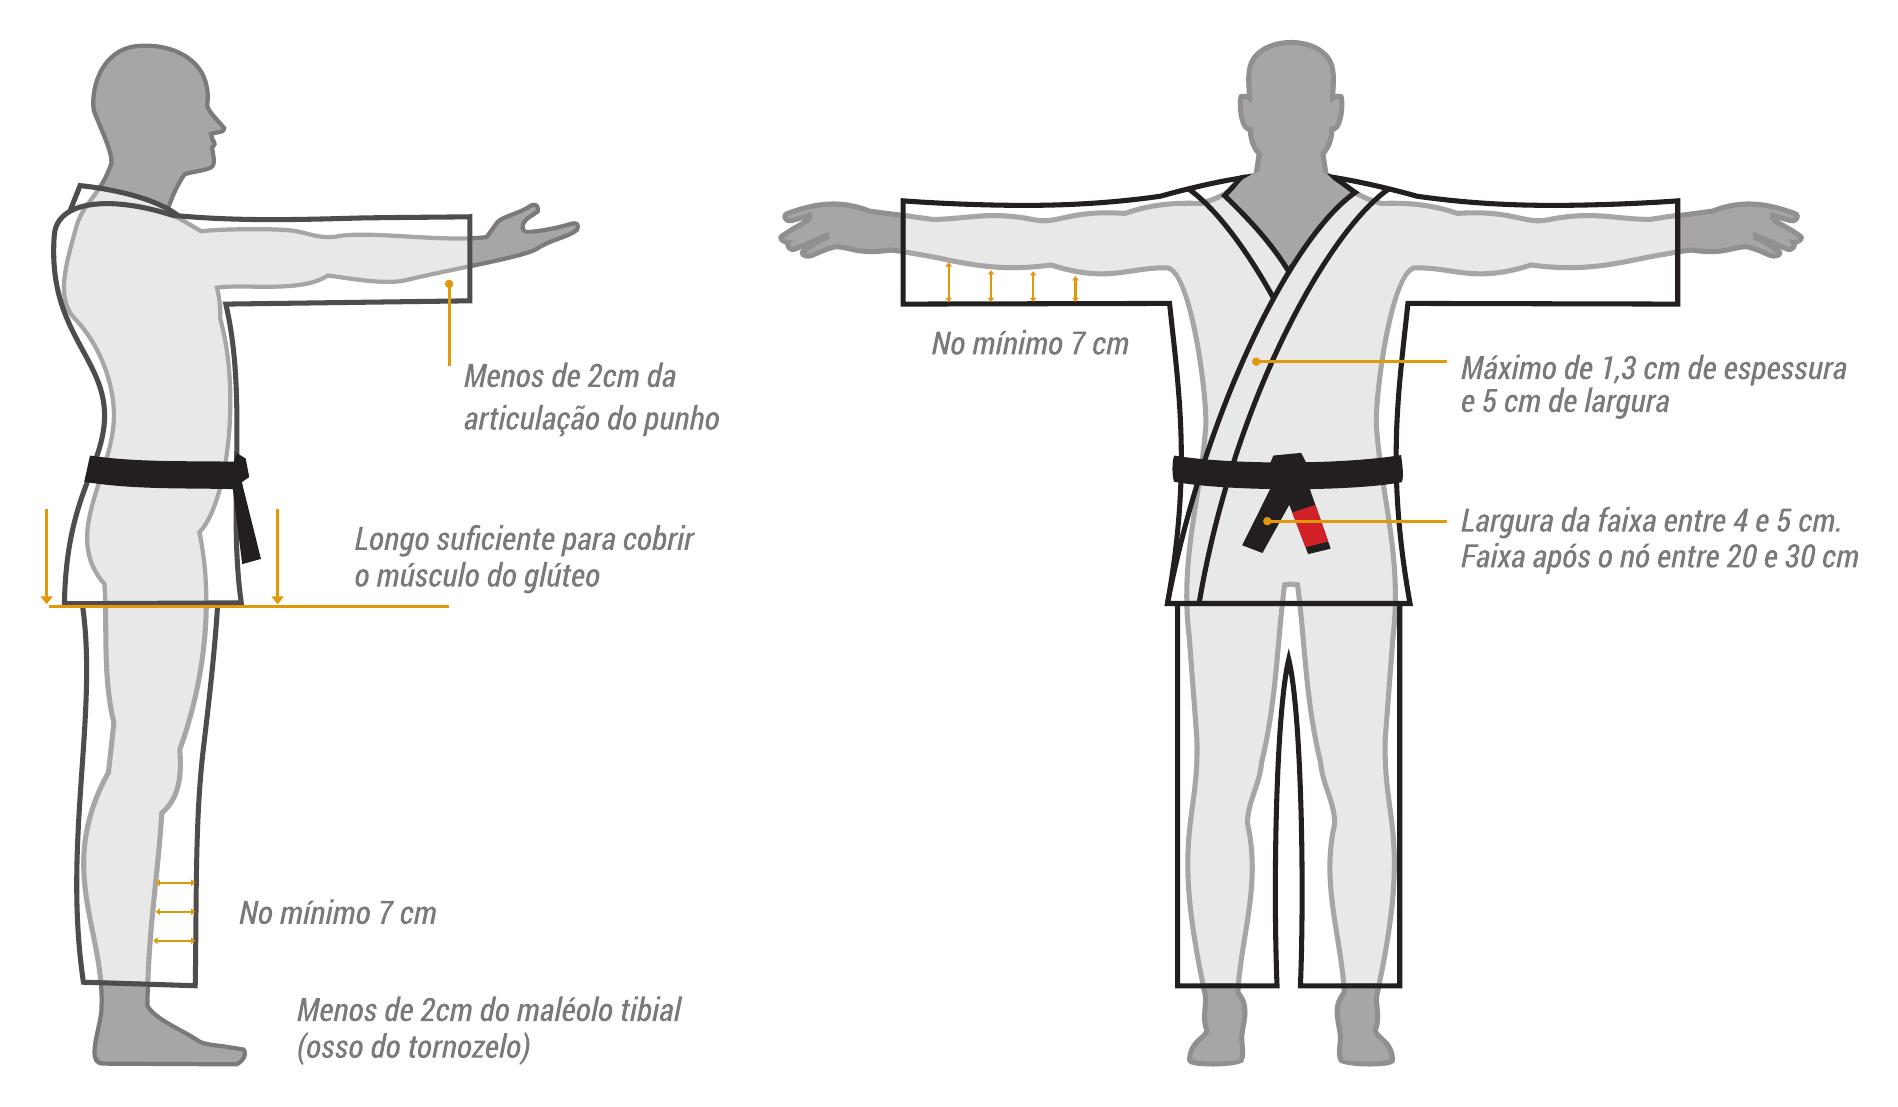 No mínimo 7 cm
Menos de 2cm da
articulação do punho
Máximo de 1,3 cm de espessura
e 5 cm de largura
Longo suficiente para cobrir
o músculo do glúteo
Largura da faixa entre 4 e 5 cm.
Faixa após o nó entre 20 e 30 cm
No mínimo 7 cm
Menos de 2cm do maléolo tibial
(osso do tornozelo)